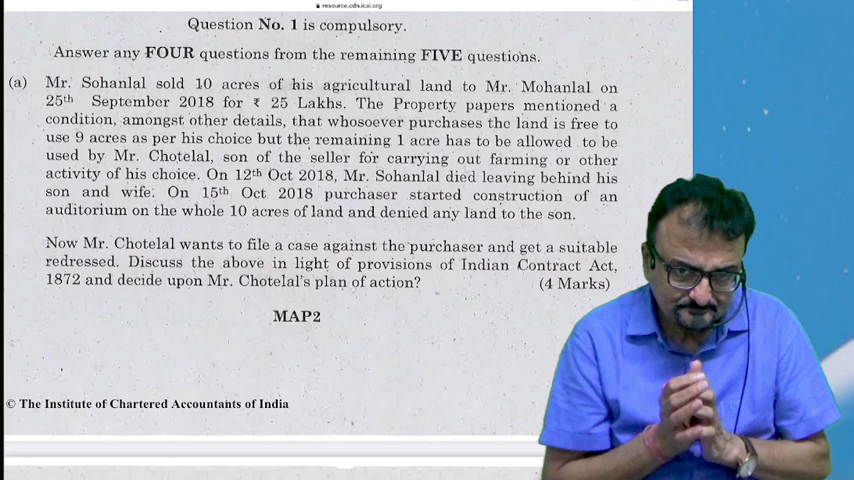 resource.cdn.icai.org
Question No. 1 is compulsory.
Answer any FOUR questions from the remaining FIVE questions.
(a) Mr. Sohanlal sold 10 acres of his agricultural land to Mr. Mohanlal on
25th September 2018 for ₹ 25 Lakhs. The Property papers mentioned a
condition, amongst other details, that whosoever purchases the land is free to
use 9 acres as per his choice but the remaining 1 acre has to be allowed to be
used by Mr. Chotelal, son of the seller for carrying out farming or other
activity of his choice. On 12th Oct 2018, Mr. Sohanlal died leaving behind his
son and wife. On 15th Oct 2018 purchaser started construction of an
auditorium on the whole 10 acres of land and denied any land to the son.
Now Mr. Chotelal wants to file a case against the purchaser and get a suitable
redressed. Discuss the above in light of provisions of Indian Contract Act,
1872 and decide upon Mr. Chotelal's plan of action? (4 Marks)
MAP2
© The Institute of Chartered Accountants of India